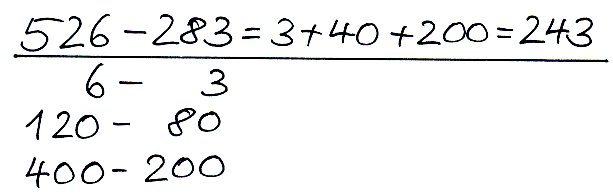 526 - 283 = 3 + 40 + 200 = 243
6 - 3
120 - 80
400 - 200